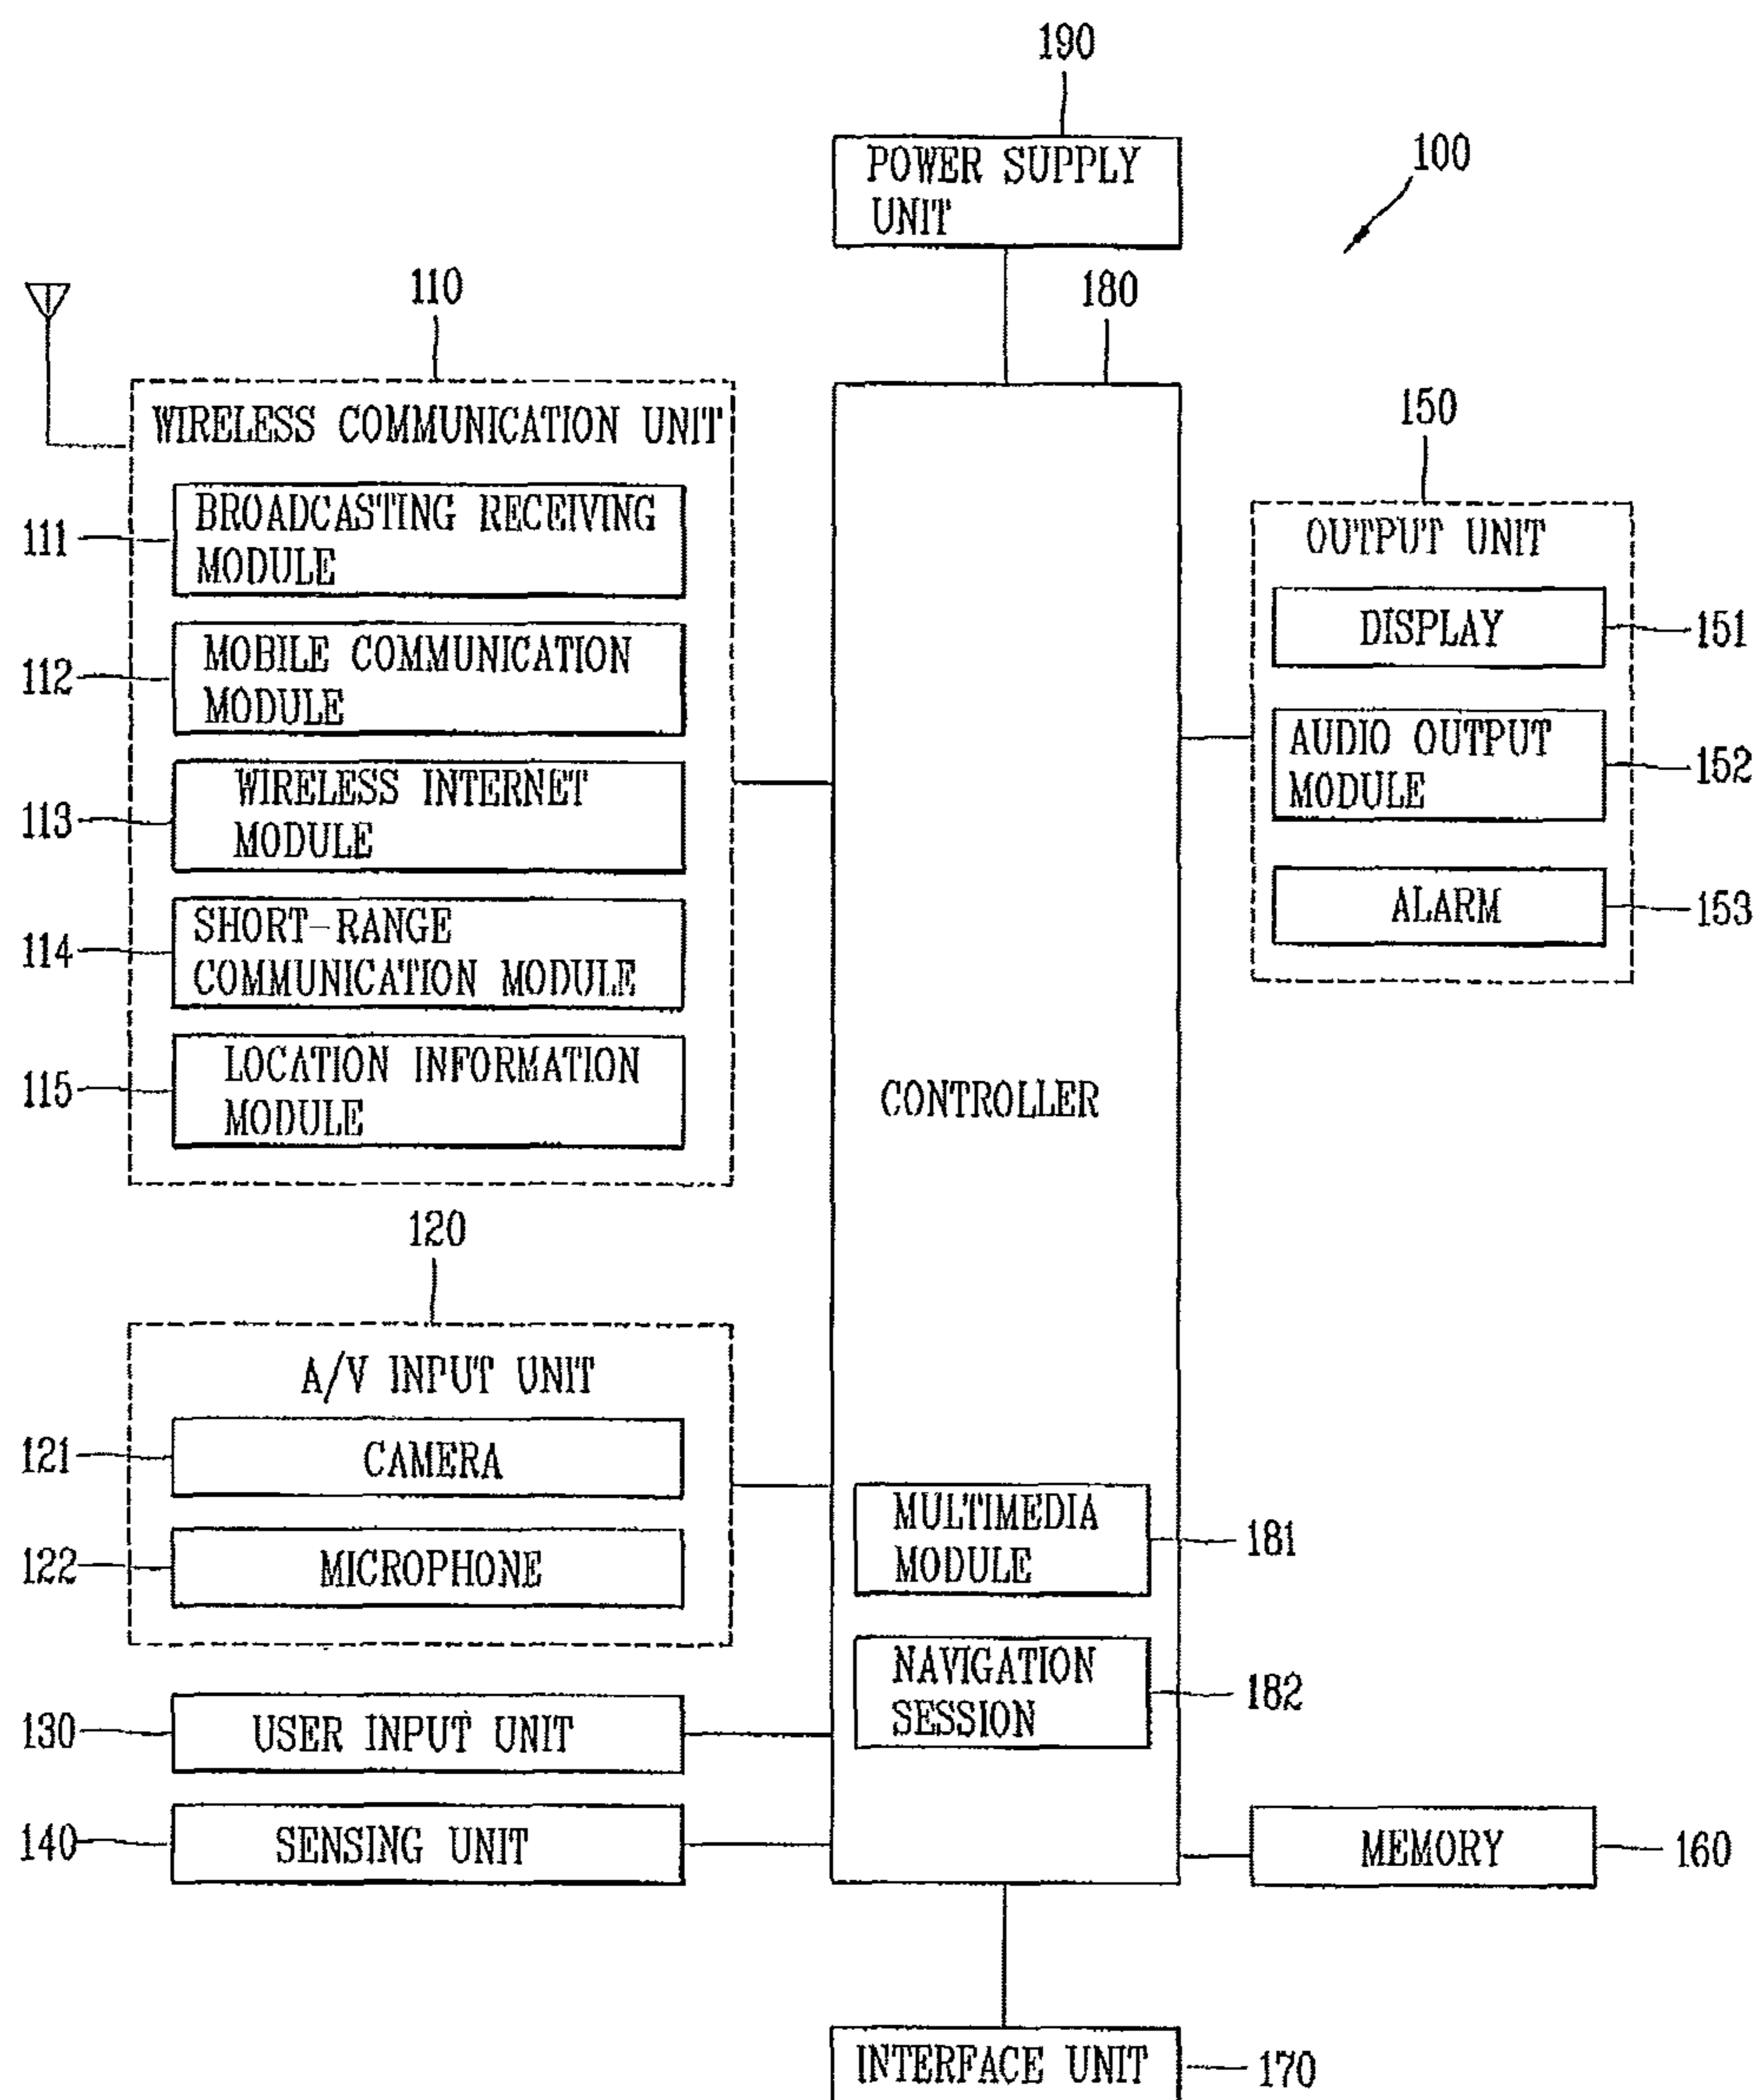 190
POWER SUPPLY
UNIT
100
110
180
WIRELESS COMMUNICATION UNIT
150
111
BROADCASTING RECEIVING
MODULE
OUTPUT UNIT
DISPLAY
151
112
MOBILE COMMUNICATION
MODULE
AUDIO OUTPUT
MODULE
152
113
WIRELESS INTERNET
MODULE
ALARM
153
114
SHORT-RANGE
COMMUNICATION MODULE
115
LOCATION INFORMATION
MODULE
CONTROLLER
120
A/V INPUT UNIT
121
CAMERA
122
MICROPHONE
MULTIMEDIA
MODULE
181
NAVIGATION
SESSION
182
130
USER INPUT UNIT
140
SENSING UNIT
MEMORY
160
INTERFACE UNIT
170